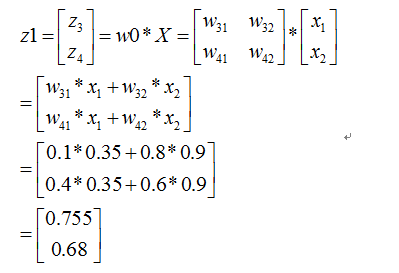 z1 = [z₃; z₄] = w0 * X = [w₃₁ w₃₂; w₄₁ w₄₂] * [x₁; x₂]
= [w₃₁ * x₁ + w₃₂ * x₂; w₄₁ * x₁ + w₄₂ * x₂]
= [0.1*0.35+0.8*0.9; 0.4*0.35+0.6*0.9]
= [0.755; 0.68]